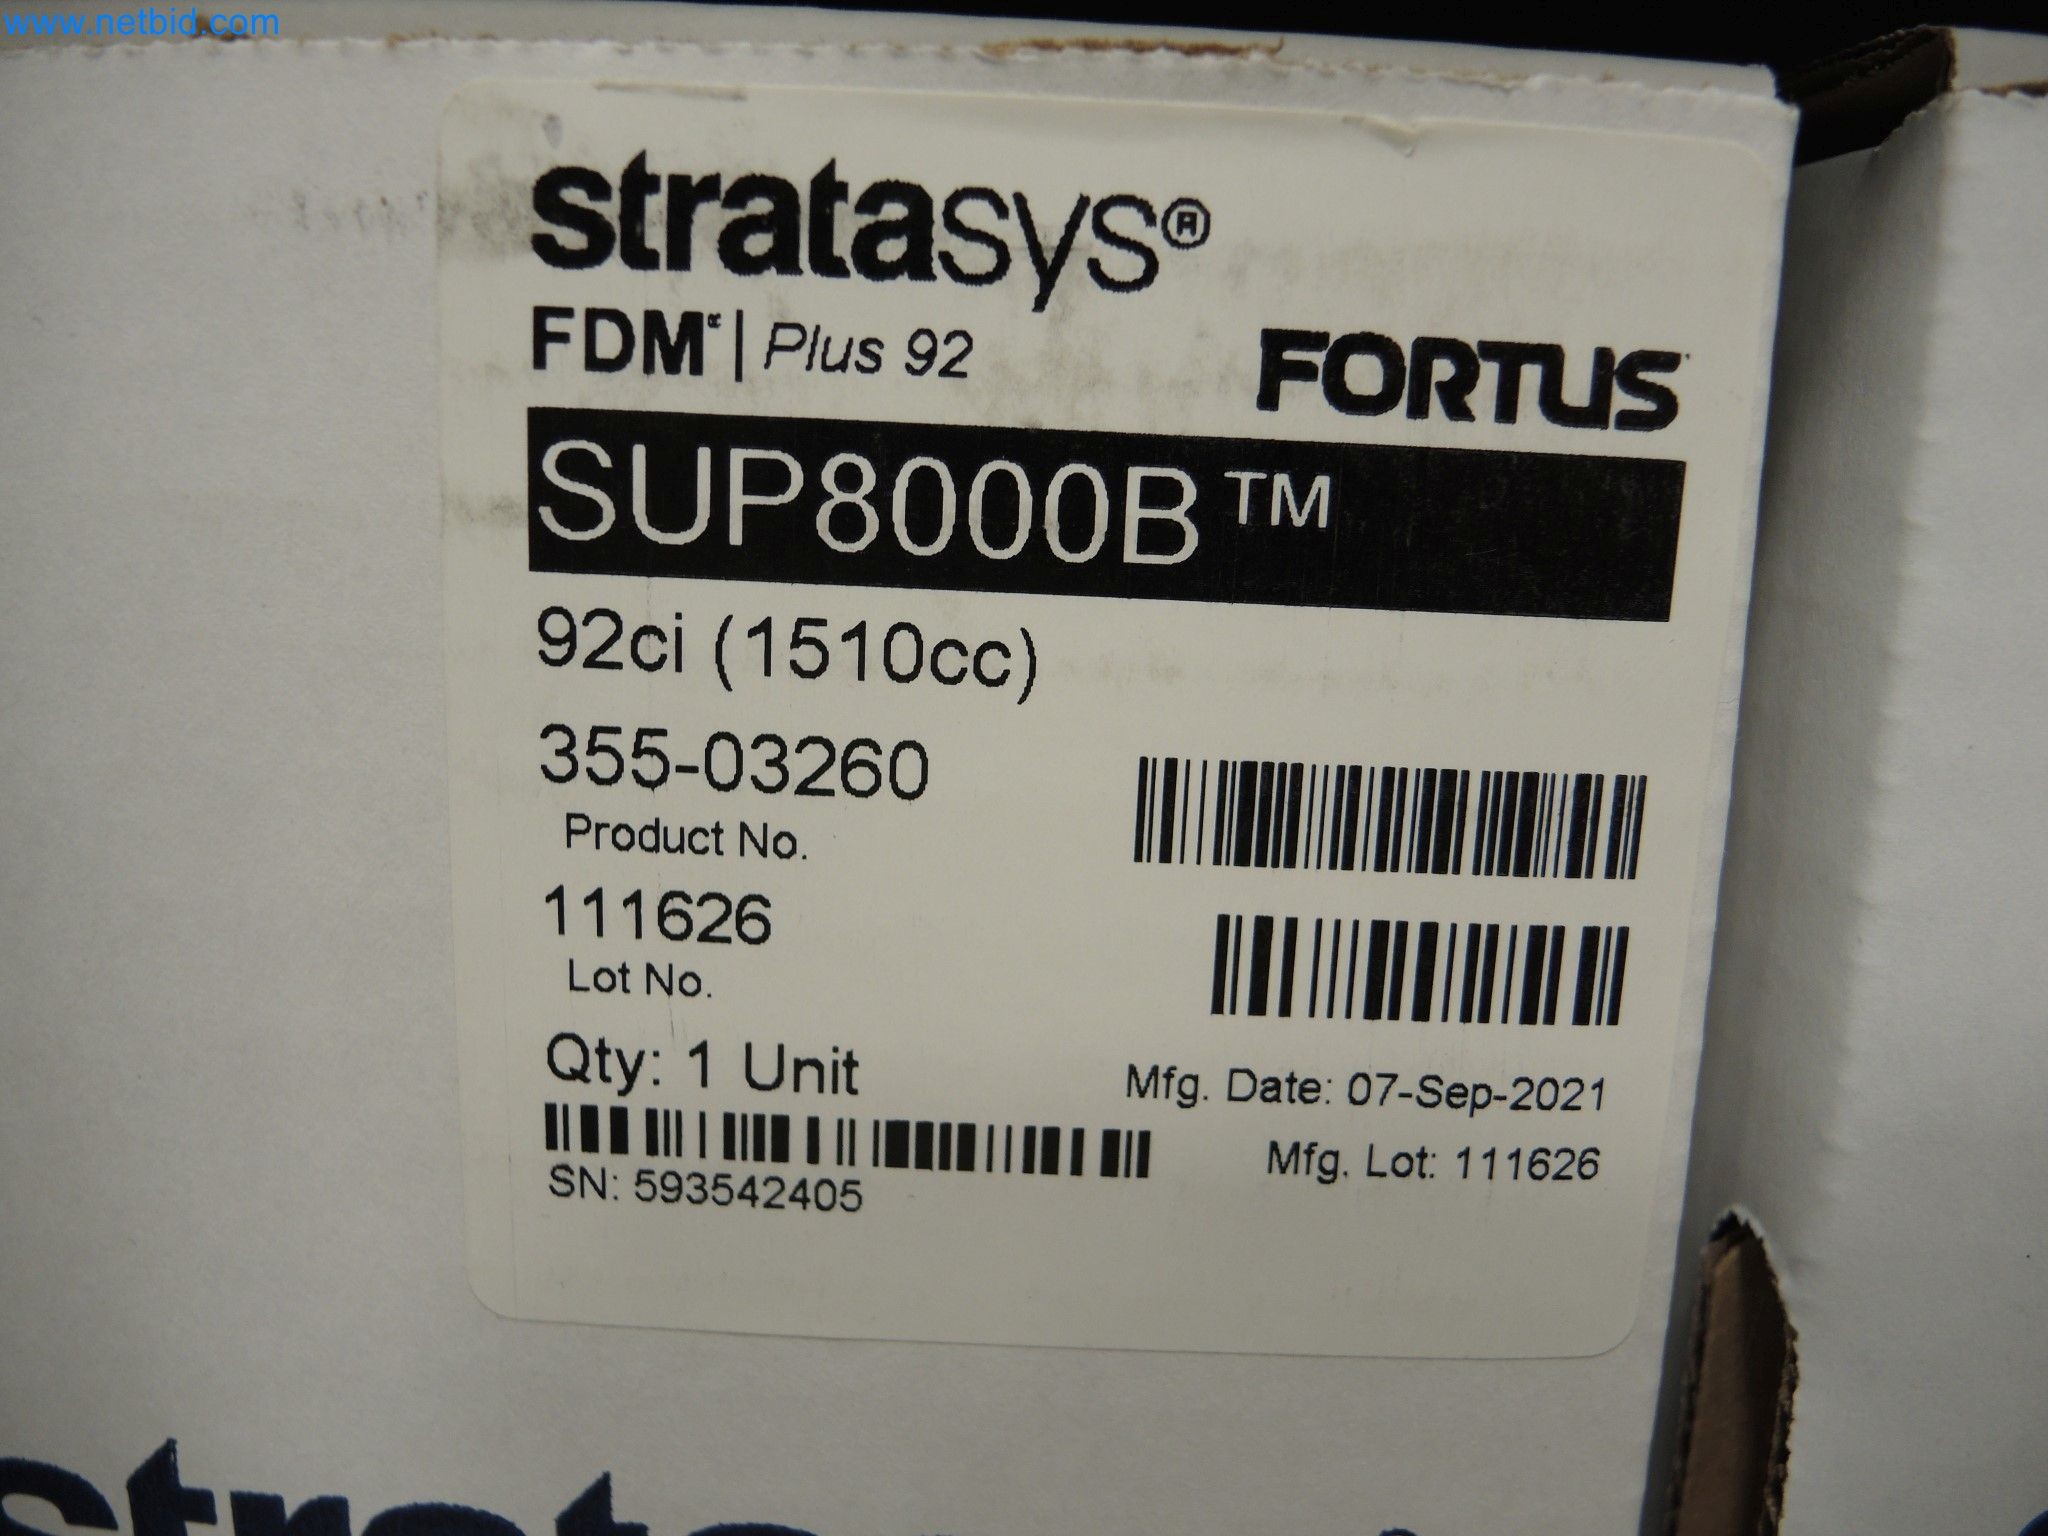 www.netbid.com
stratasys®
FDM® | Plus 92
FORTUS
SUP8000B™
92ci (1510cc)
355-03260
Product No.
111626
Lot No.
Qty: 1 Unit
Mfg. Date: 07-Sep-2021
SN: 593542405
Mfg. Lot: 111626